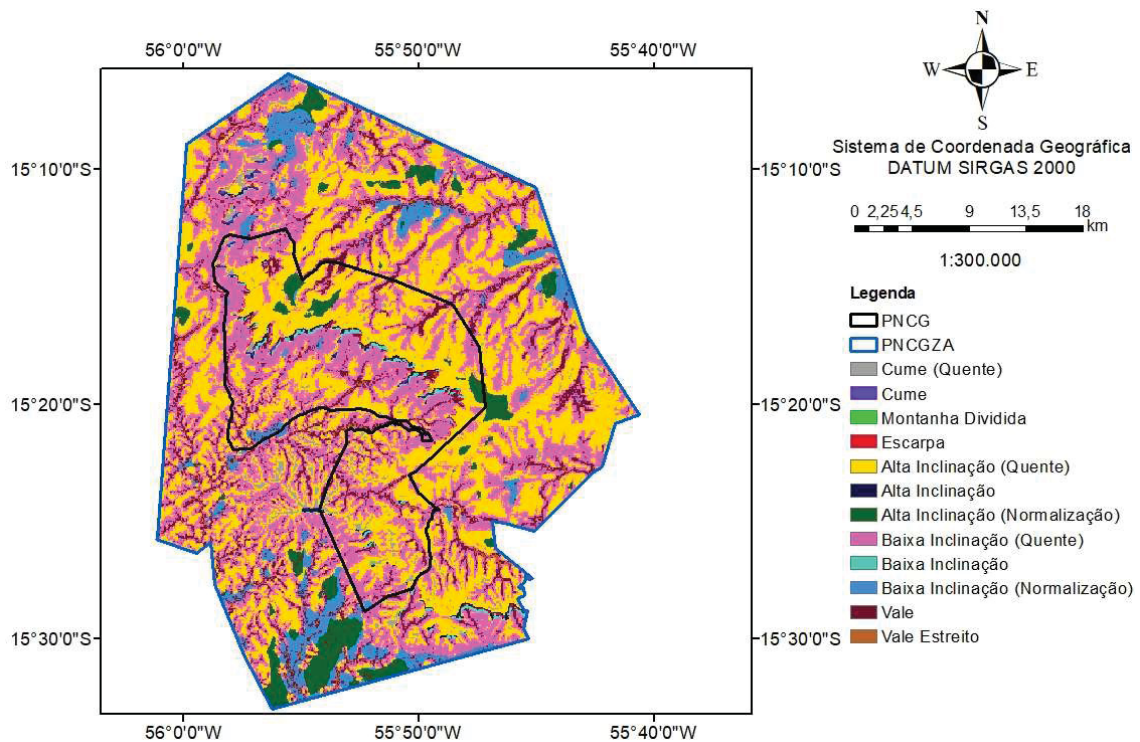 56°0'0"W 55°50'0"W 55°40'0"W
15°10'0"S 15°10'0"S
15°20'0"S 15°20'0"S
15°30'0"S 15°30'0"S
56°0'0"W 55°50'0"W 55°40'0"W
N
W E
S
Sistema de Coordenada Geográfica
DATUM SIRGAS 2000
0 2,25 4,5 9 13,5 18
km
1:300.000
Legenda
PNCG
PNCGZA
Cume (Quente)
Cume
Montanha Dividida
Escarpa
Alta Inclinação (Quente)
Alta Inclinação
Alta Inclinação (Normalização)
Baixa Inclinação (Quente)
Baixa Inclinação
Baixa Inclinação (Normalização)
Vale
Vale Estreito